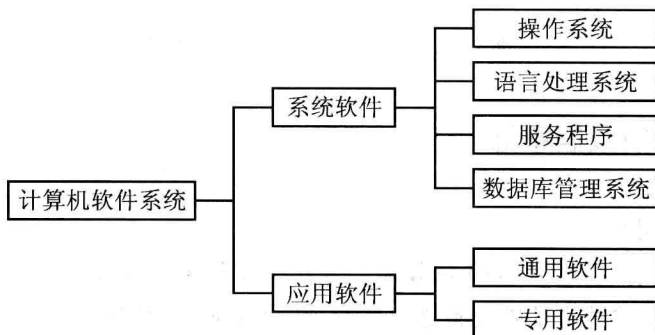 操作系统
语言处理系统
系统软件
服务程序
数据库管理系统
计算机软件系统
通用软件
应用软件
专用软件